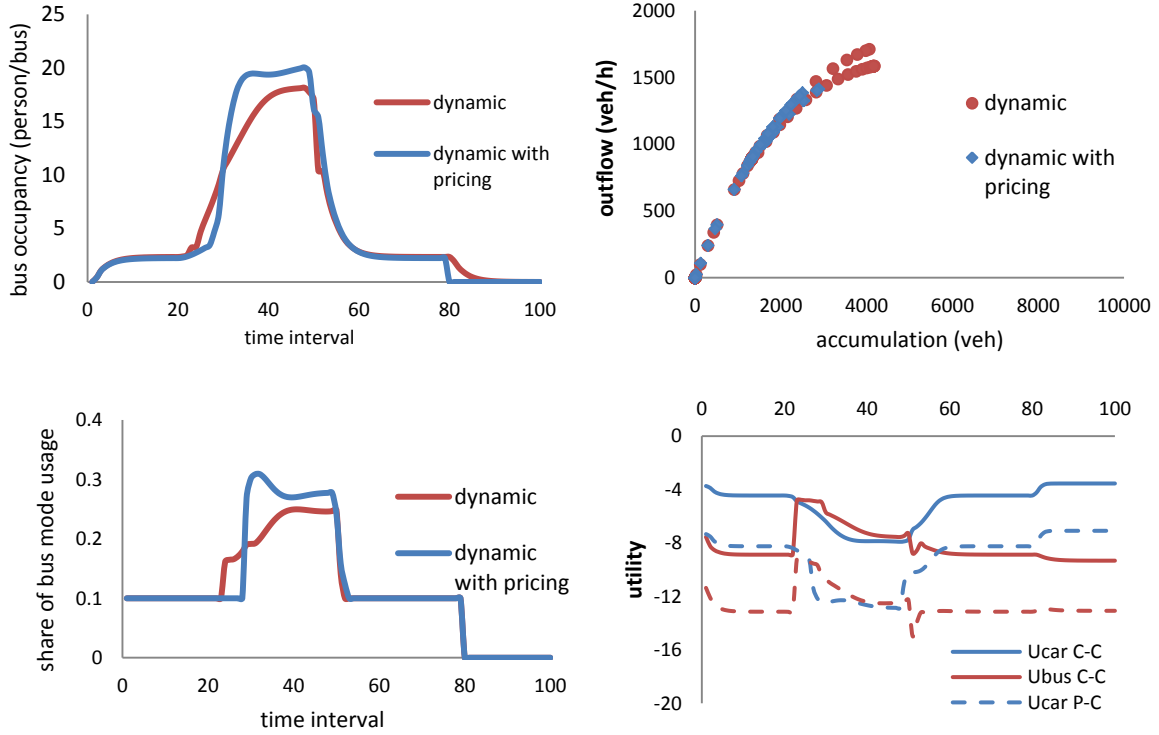 25
20
15
10
5
0
0
20
40
60
80
100
bus occupancy (person/bus)
time interval
dynamic
dynamic with
pricing
2000
1500
1000
500
0
0
2000
4000
6000
8000
10000
outflow (veh/h)
accumulation (veh)
dynamic
dynamic with
pricing
0.4
0.3
0.2
0.1
0
0
20
40
60
80
100
share of bus mode usage
time interval
dynamic
dynamic
with pricing
0
20
40
60
80
100
0
-4
-8
-12
-16
-20
utility
Ucar C-C
Ubus C-C
Ucar P-C